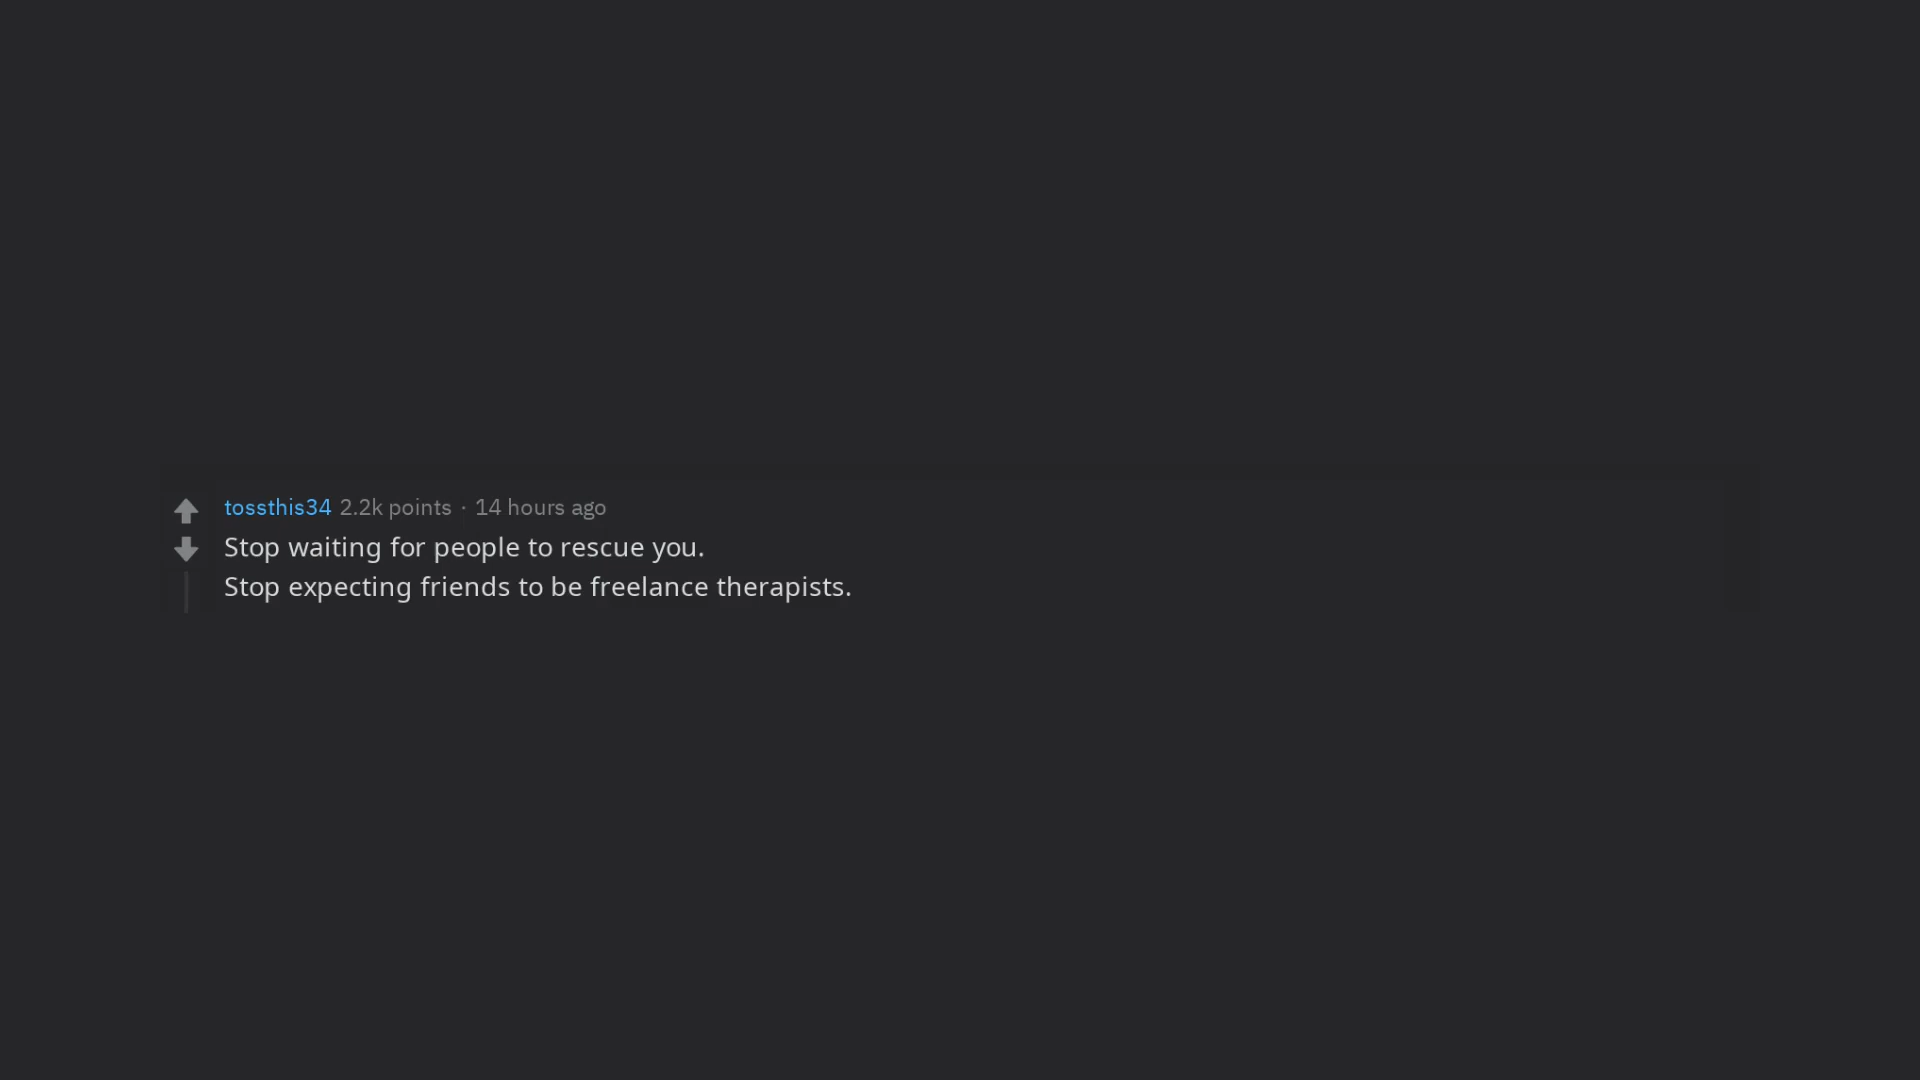 tossthis34 2.2k points · 14 hours ago
Stop waiting for people to rescue you.
Stop expecting friends to be freelance therapists.